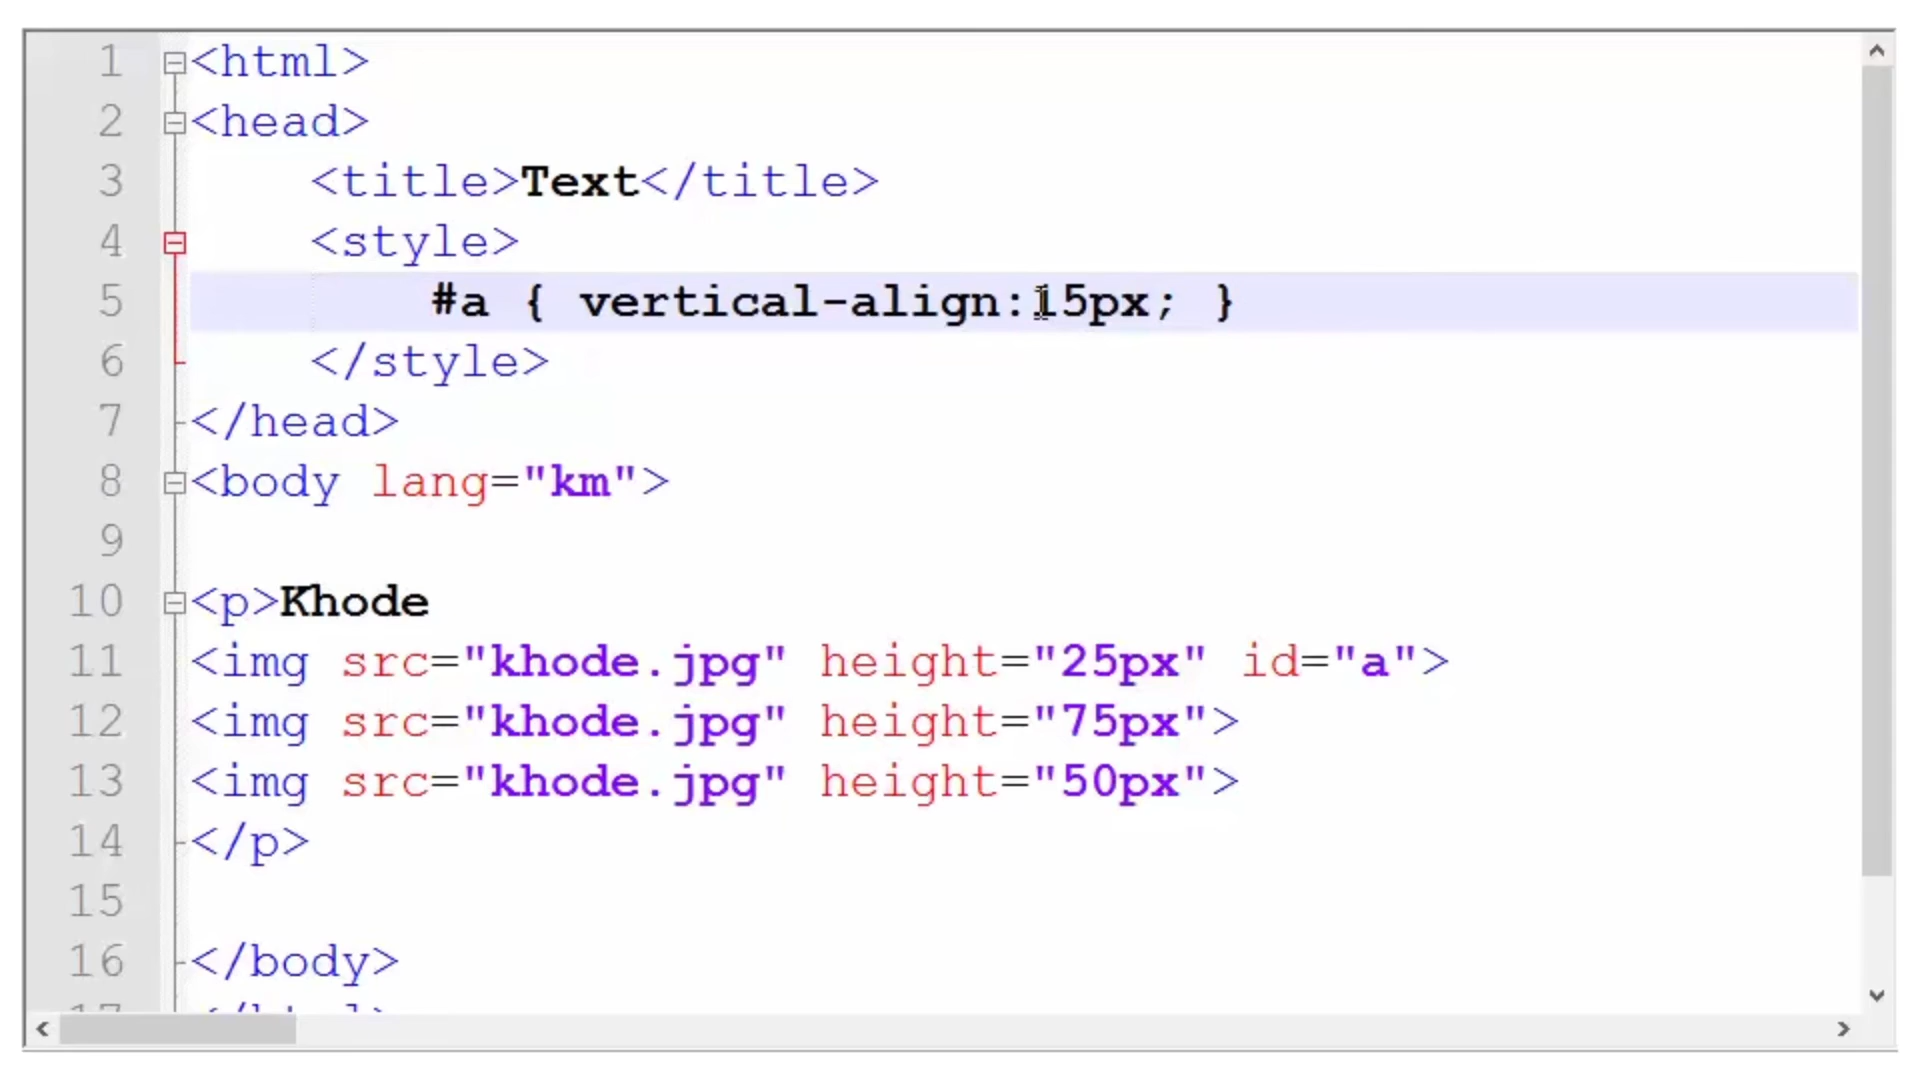 1 <html>
2 <head>
3 <title>Text</title>
4 <style>
5 #a { vertical-align:15px; }
6 </style>
7 </head>
8 <body lang="km">
9
10 <p>Khode
11 <img src="khode.jpg" height="25px" id="a">
12 <img src="khode.jpg" height="75px">
13 <img src="khode.jpg" height="50px">
14 </p>
15
16 </body>
17 </html>